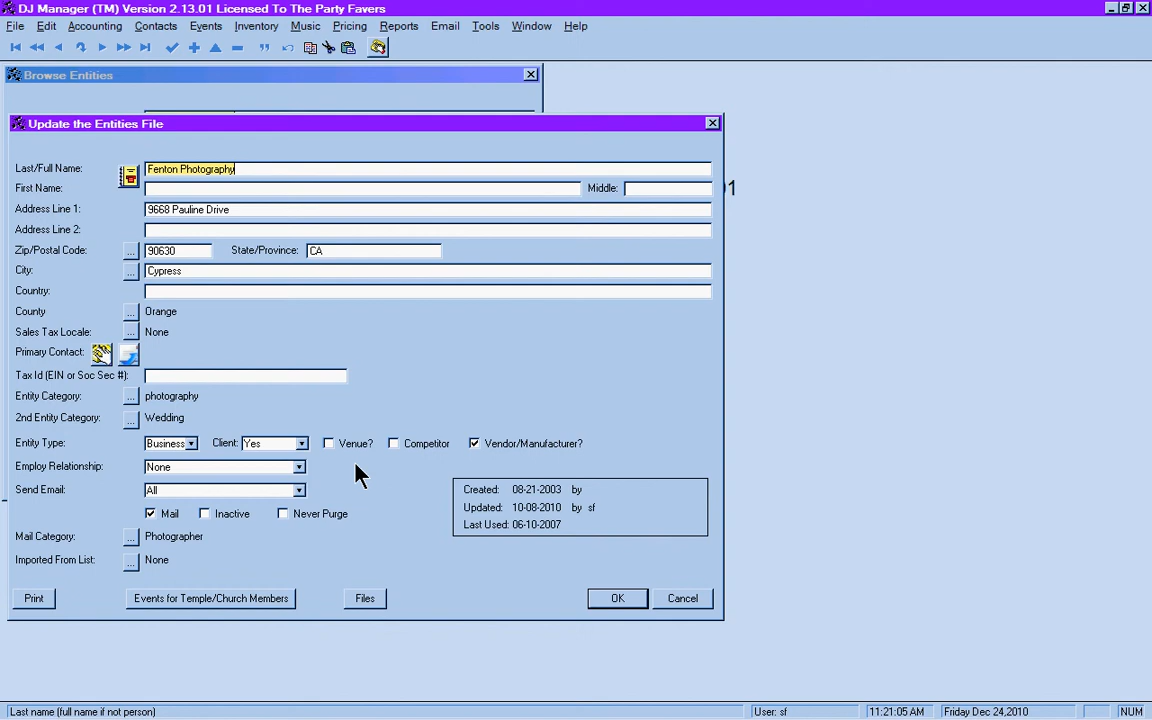 DJ Manager (TM) Version 2.13.01 Licensed To The Party Favers
File Edit Accounting Contacts Events Inventory Music Pricing Reports Email Tools Window Help
Browse Entities
Update the Entities File
Last/Full Name: Fenton Photography
First Name: Middle: 01
Address Line 1: 9668 Pauline Drive
Address Line 2:
Zip/Postal Code: ... 90630 State/Province: CA
City: ... Cypress
Country:
County ... Orange
Sales Tax Locale: ... None
Primary Contact:
Tax Id (EIN or Soc Sec #):
Entity Category: ... photography
2nd Entity Category: ... Wedding
Entity Type: Business Client: Yes Venue? Competitor Vendor/Manufacturer?
Employ Relationship: None
Send Email: All
Created: 08-21-2003 by
Updated: 10-08-2010 by sf
Last Used: 06-10-2007
Mail Inactive Never Purge
Mail Category: ... Photographer
Imported From List: ... None
Print Events for Temple/Church Members Files OK Cancel
Last name (full name if not person) User: sf 11:21:05 AM Friday Dec 24,2010 NUM